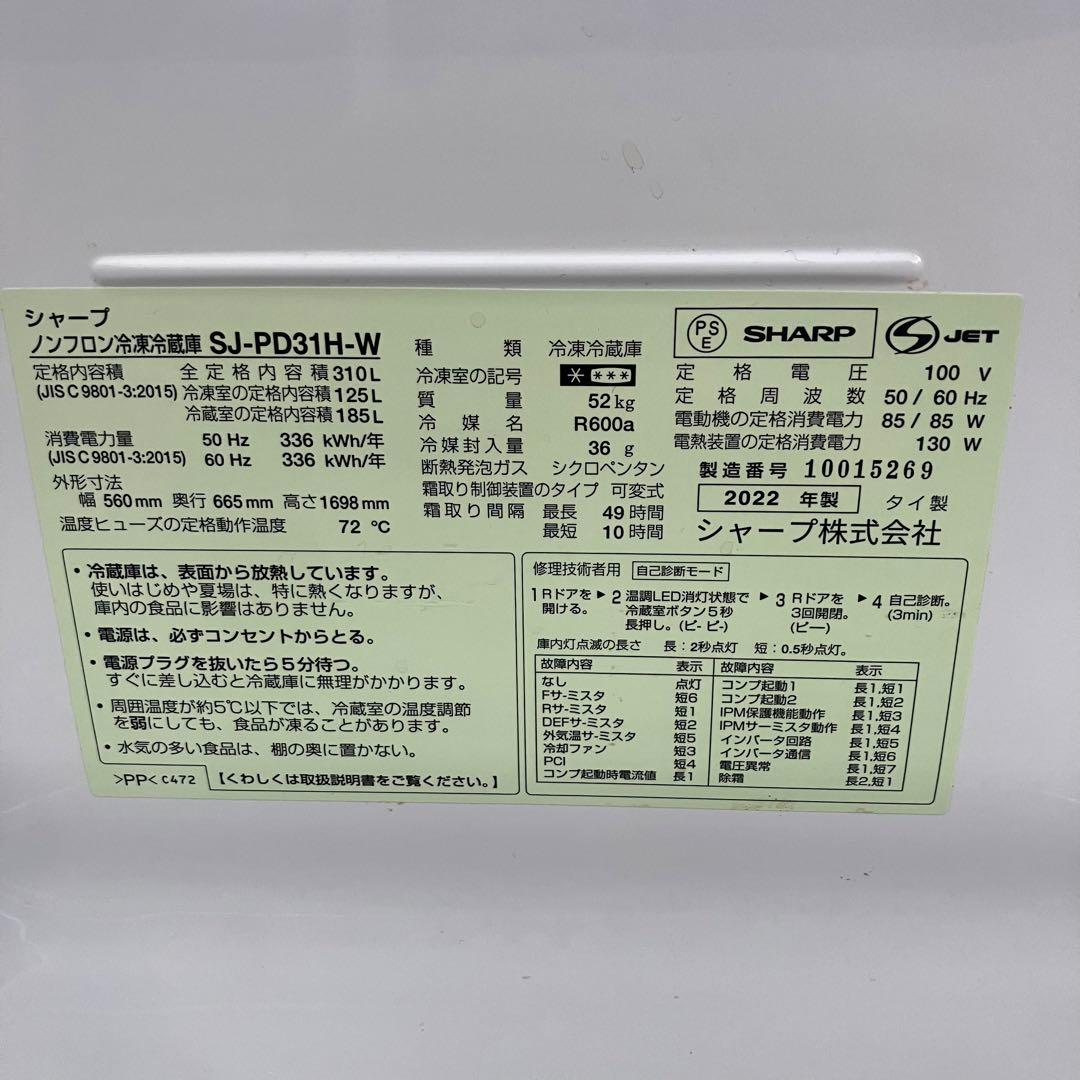 シャープ
ノンフロン冷凍冷蔵庫 SJ-PD31H-W
定格内容積 全定格内容積 310 L
(JIS C 9801-3:2015) 冷凍室の定格内容積 125 L
冷蔵室の定格内容積 185 L
消費電力量 50 Hz 336 kWh/年
(JIS C 9801-3:2015) 60 Hz 336 kWh/年
外形寸法
幅 560 mm 奥行 665 mm 高さ 1698 mm
温度ヒューズの定格動作温度 72 ℃
種類 冷凍冷蔵庫
冷凍室の記号 * ***
質量 52 kg
冷媒名 R600a
冷媒封入量 36 g
断熱発泡ガス シクロペンタン
霜取り制御装置のタイプ 可変式
霜取り間隔 最長 49 時間
最短 10 時間
PSE SHARP S JET
定格電圧 100 V
定格周波数 50 / 60 Hz
電動機の定格消費電力 85 / 85 W
電熱装置の定格消費電力 130 W
製造番号 10015269
2022 年製 タイ製
シャープ株式会社
・冷蔵庫は、表面から放熱しています。
使いはじめや夏場は、特に熱くなりますが、
庫内の食品に影響はありません。
・電源は、必ずコンセントからとる。
・電源プラグを抜いたら5分待つ。
すぐに差し込むと冷蔵庫に無理がかかります。
・周囲温度が約5℃以下では、冷蔵室の温度調節
を弱にしても、食品が凍ることがあります。
・水気の多い食品は、棚の奥に置かない。
>PP< C472 【くわしくは取扱説明書をご覧ください。】
修理技術者用 自己診断モード
1 Rドアを開ける。 ▶ 2 温調LED消灯状態で冷蔵室ボタン5秒長押し。(ピ- ピ-) ▶ 3 Rドアを3回開閉。(ピー) ▶ 4 自己診断。(3min)
庫内灯点滅の長さ 長：2秒点灯 短：0.5秒点灯。
故障内容 表示 故障内容 表示
なし 点灯 コンプ起動1 長1,短1
Fサ-ミスタ 短6 コンプ起動2 長1,短2
Rサ-ミスタ 短1 IPM保護機能動作 長1,短3
DEFサ-ミスタ 短2 IPMサーミスタ動作 長1,短4
外気温サ-ミスタ 短5 インバータ回路 長1,短5
冷却ファン 短3 インバータ通信 長1,短6
PCI 短4 電圧異常 長1,短7
コンプ起動時電流値 長1 除霜 長2,短1